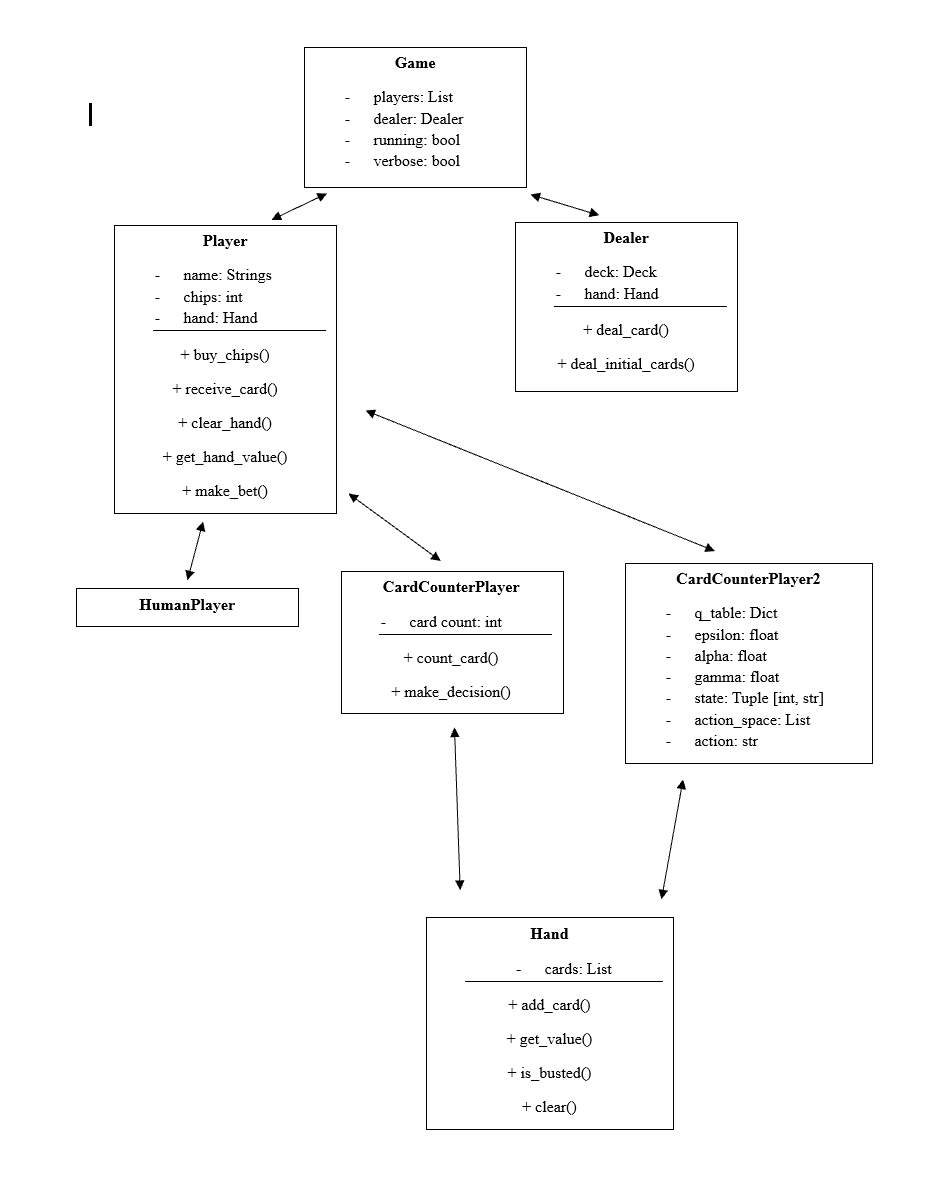 Game
- players: List
- dealer: Dealer
- running: bool
- verbose: bool
Player
- name: Strings
- chips: int
- hand: Hand
+ buy_chips()
+ receive_card()
+ clear_hand()
+ get_hand_value()
+ make_bet()
Dealer
- deck: Deck
- hand: Hand
+ deal_card()
+ deal_initial_cards()
HumanPlayer
CardCounterPlayer
- card count: int
+ count_card()
+ make_decision()
CardCounterPlayer2
- q_table: Dict
- epsilon: float
- alpha: float
- gamma: float
- state: Tuple [int, str]
- action_space: List
- action: str
Hand
- cards: List
+ add_card()
+ get_value()
+ is_busted()
+ clear()